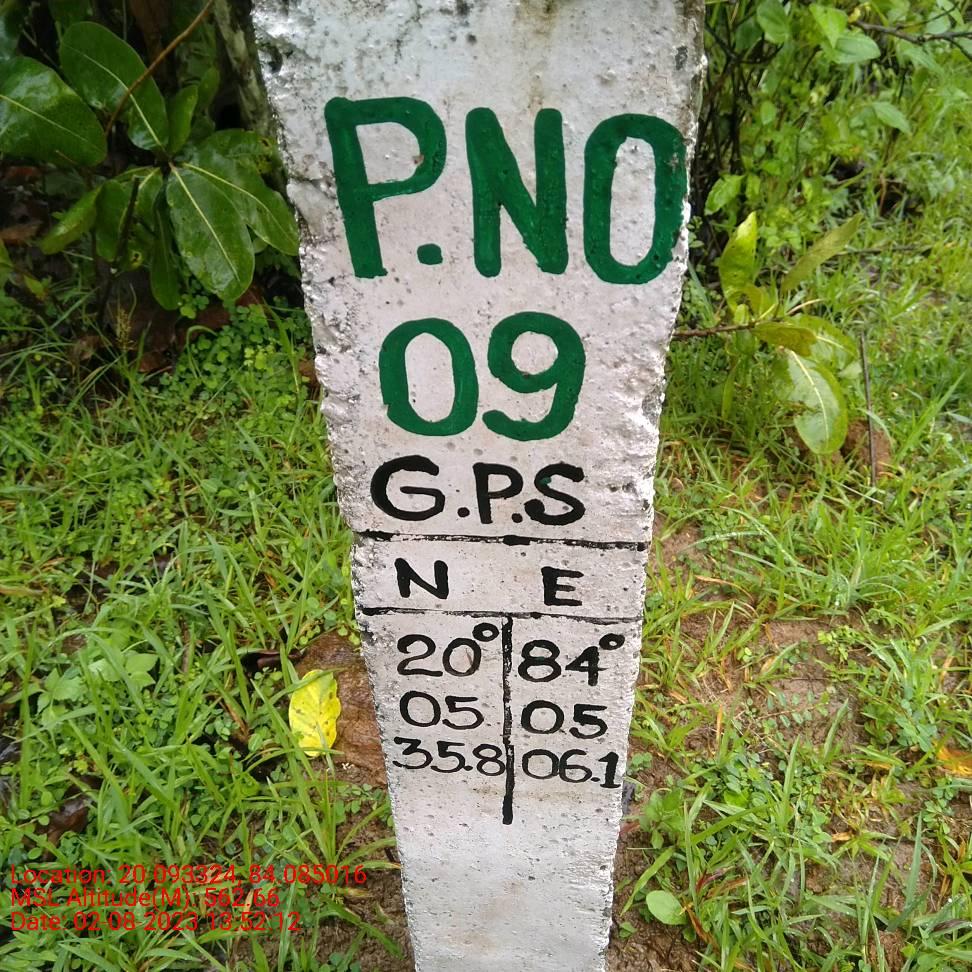 P.NO
09
G.P.S
N E
20° 84°
05 05
35.8 06.1
Location: 20.093324, 84.085016
MSL Altitude(M): 562.66
Date: 02-08-2023 13:52:12